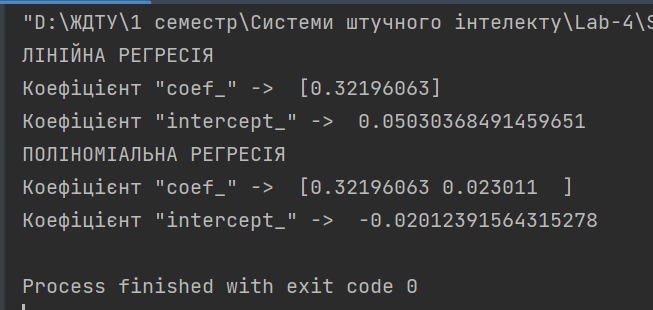 "D:\ЖДТУ\1 семестр\Системи штучного інтелекту\Lab-4\
ЛІНІЙНА РЕГРЕСІЯ
Коефіцієнт "coef_" ->  [0.32196063]
Коефіцієнт "intercept_" ->  0.05030368491459651
ПОЛІНОМІАЛЬНА РЕГРЕСІЯ
Коефіцієнт "coef_" ->  [0.32196063 0.023011  ]
Коефіцієнт "intercept_" ->  -0.02012391564315278
Process finished with exit code 0